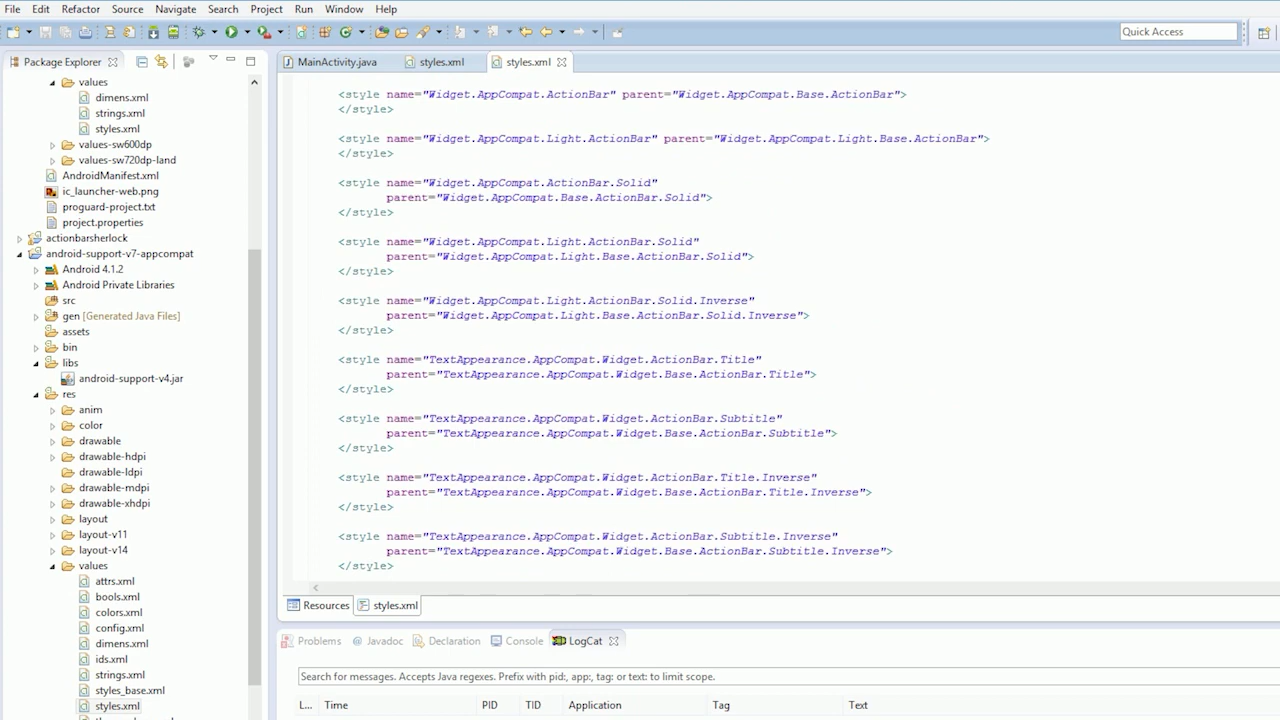 File Edit Refactor Source Navigate Search Project Run Window Help
Quick Access
Package Explorer
values
dimens.xml
strings.xml
styles.xml
values-sw600dp
values-sw720dp-land
AndroidManifest.xml
ic_launcher-web.png
proguard-project.txt
project.properties
actionbarsherlock
android-support-v7-appcompat
Android 4.1.2
Android Private Libraries
src
gen [Generated Java Files]
assets
bin
libs
android-support-v4.jar
res
anim
color
drawable
drawable-hdpi
drawable-ldpi
drawable-mdpi
drawable-xhdpi
layout
layout-v11
layout-v14
values
attrs.xml
bools.xml
colors.xml
config.xml
dimens.xml
ids.xml
strings.xml
styles_base.xml
styles.xml
MainActivity.java styles.xml styles.xml
<style name="Widget.AppCompat.ActionBar" parent="Widget.AppCompat.Base.ActionBar">
</style>
<style name="Widget.AppCompat.Light.ActionBar" parent="Widget.AppCompat.Light.Base.ActionBar">
</style>
<style name="Widget.AppCompat.ActionBar.Solid"
parent="Widget.AppCompat.Base.ActionBar.Solid">
</style>
<style name="Widget.AppCompat.Light.ActionBar.Solid"
parent="Widget.AppCompat.Light.Base.ActionBar.Solid">
</style>
<style name="Widget.AppCompat.Light.ActionBar.Solid.Inverse"
parent="Widget.AppCompat.Light.Base.ActionBar.Solid.Inverse">
</style>
<style name="TextAppearance.AppCompat.Widget.ActionBar.Title"
parent="TextAppearance.AppCompat.Widget.Base.ActionBar.Title">
</style>
<style name="TextAppearance.AppCompat.Widget.ActionBar.Subtitle"
parent="TextAppearance.AppCompat.Widget.Base.ActionBar.Subtitle">
</style>
<style name="TextAppearance.AppCompat.Widget.ActionBar.Title.Inverse"
parent="TextAppearance.AppCompat.Widget.Base.ActionBar.Title.Inverse">
</style>
<style name="TextAppearance.AppCompat.Widget.ActionBar.Subtitle.Inverse"
parent="TextAppearance.AppCompat.Widget.Base.ActionBar.Subtitle.Inverse">
</style>
Resources styles.xml
Problems @ Javadoc Declaration Console LogCat
Search for messages. Accepts Java regexes. Prefix with pid:, app:, tag: or text: to limit scope.
L... Time PID TID Application Tag Text